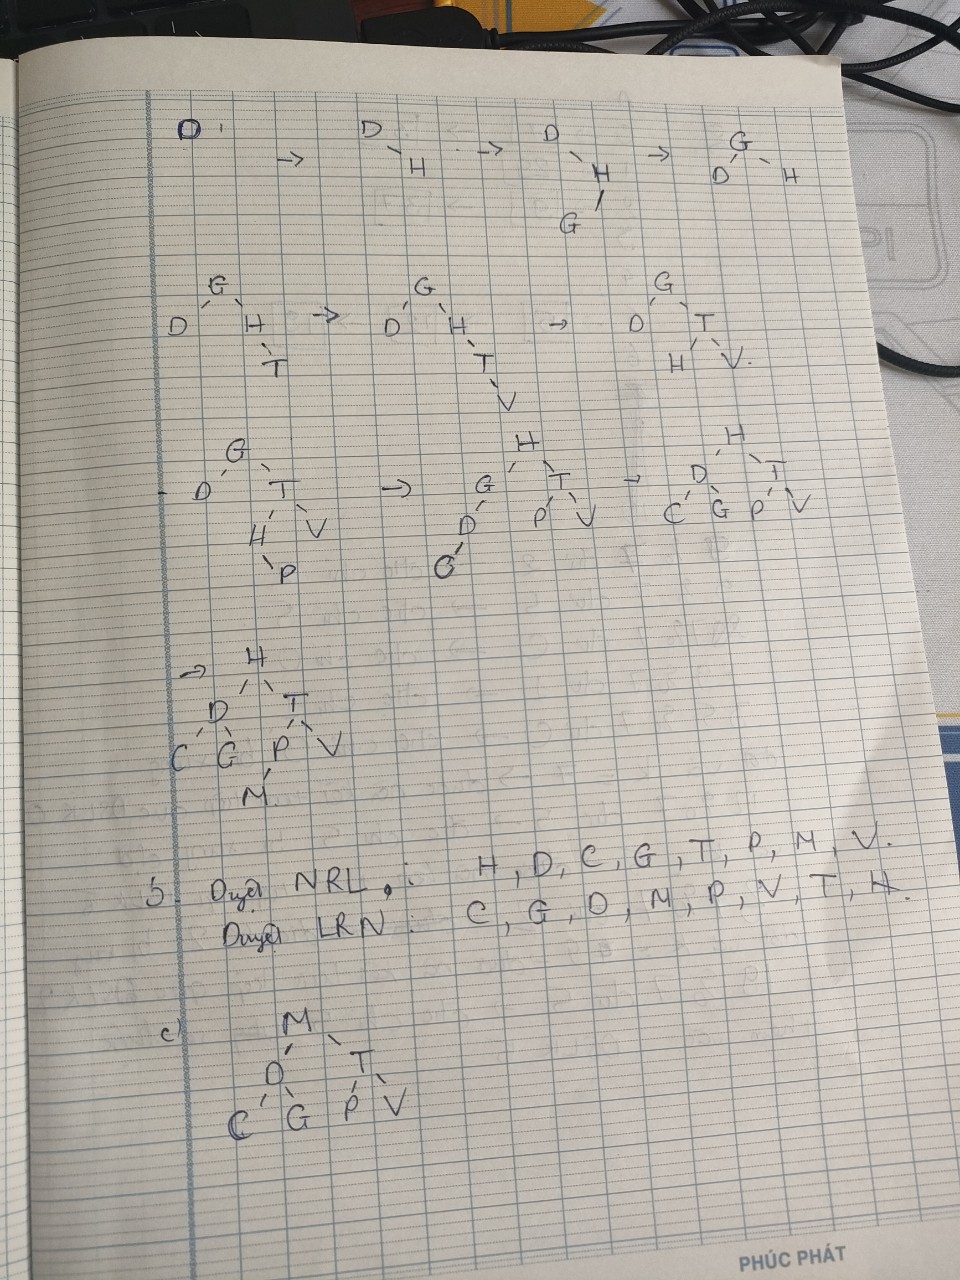 D → D H → D H G → G D H
G D H T → G D H T V → G D T H V.
G D T H V P → H G T D P V C → H D T C G P V
→ H D T C G P V M
b. Duyệt NRL : H, D, C, G, T, P, M, V.
Duyệt LRN : C, G, D, M, P, V, T, H.
c) M
D T
C G P V
PHÚC PHÁT